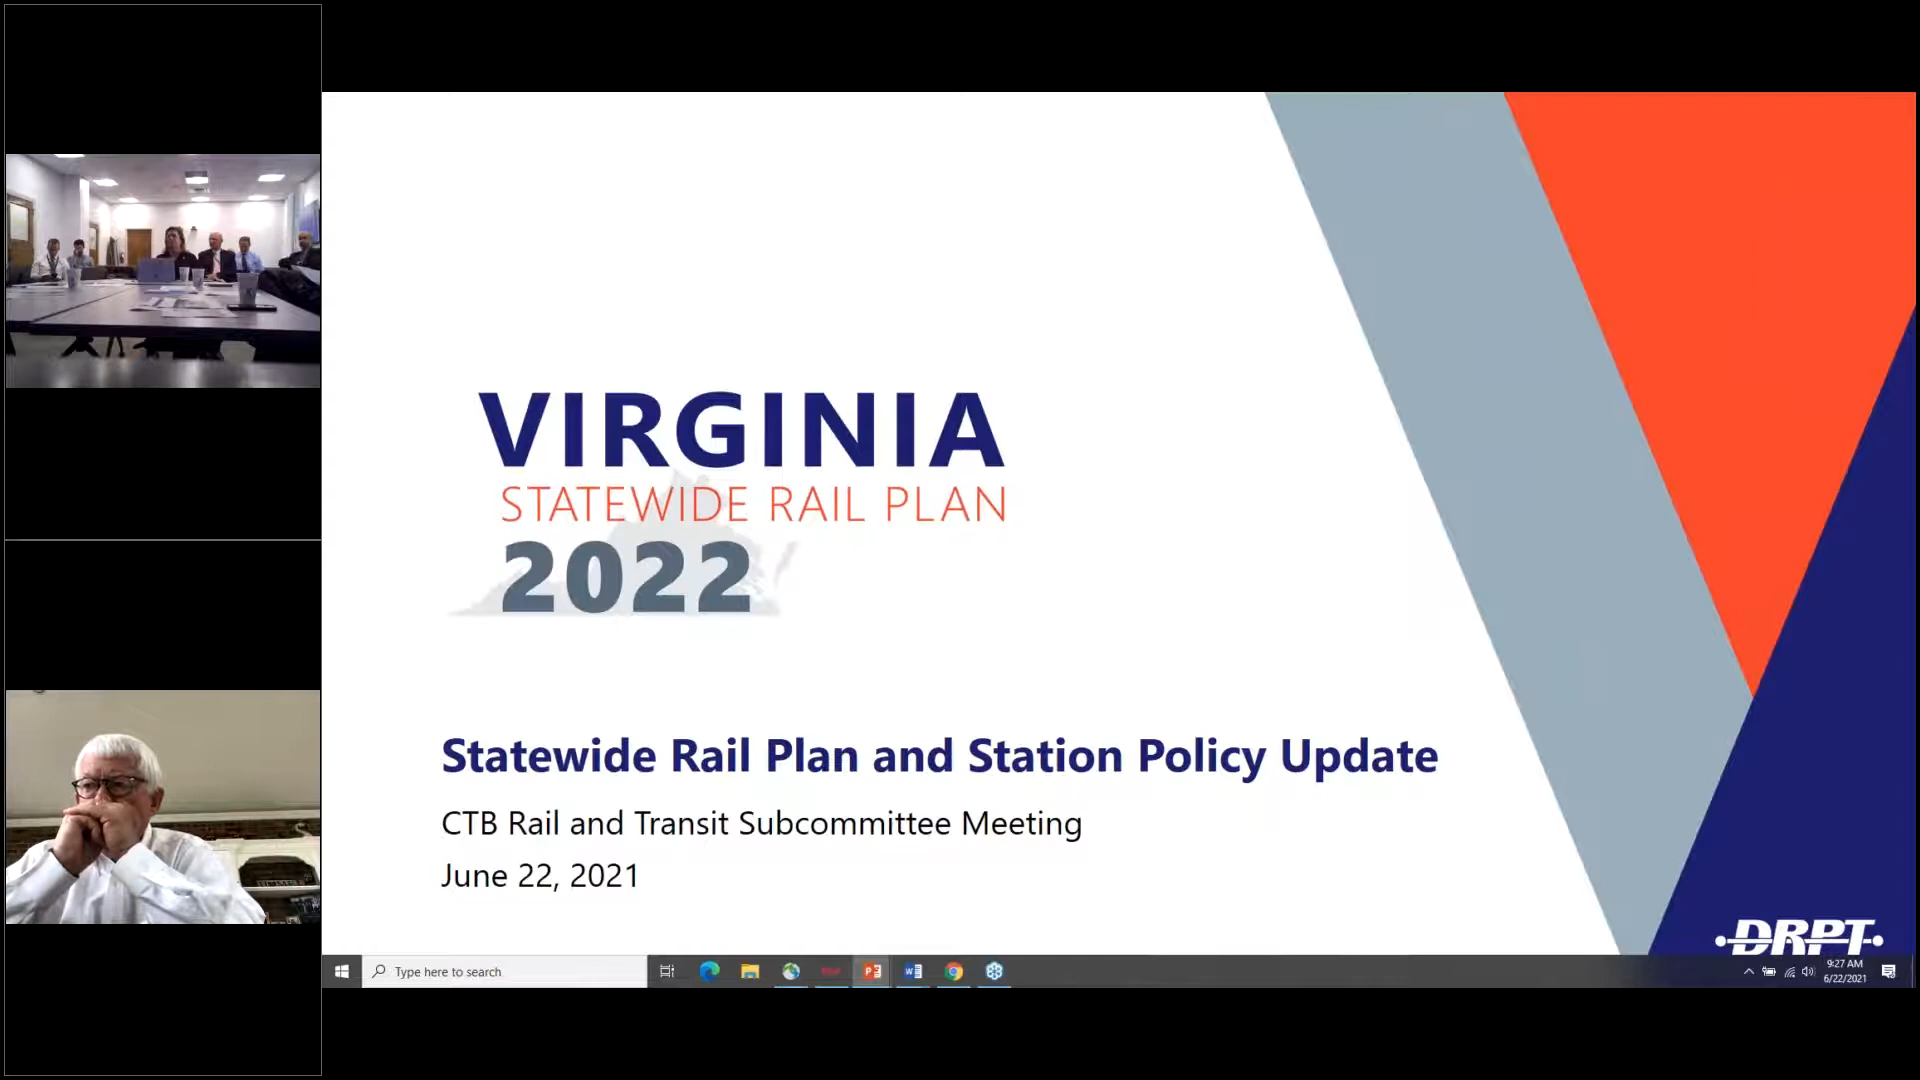 VIRGINIA
STATEWIDE RAIL PLAN
2022
Statewide Rail Plan and Station Policy Update
CTB Rail and Transit Subcommittee Meeting
June 22, 2021
DRPT
Type here to search
9:27 AM
6/22/2021